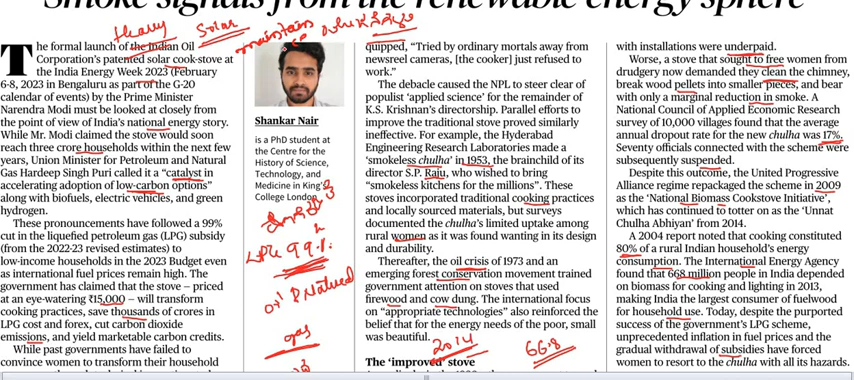 Smoke signals from the renewable energy sphere
The formal launch of the Indian Oil
Corporation's patented solar cook-stove at
the India Energy Week 2023 (February
6-8, 2023 in Bengaluru as part of the G-20
calendar of events) by the Prime Minister
Narendra Modi must be looked at closely from
the point of view of India's national energy story.
While Mr. Modi claimed the stove would soon
reach three crore households within the next few
years, Union Minister for Petroleum and Natural
Gas Hardeep Singh Puri called it a "catalyst in
accelerating adoption of low-carbon options"
along with biofuels, electric vehicles, and green
hydrogen.
These pronouncements have followed a 99%
cut in the liquefied petroleum gas (LPG) subsidy
(from the 2022-23 revised estimates) to
low-income households in the 2023 Budget even
as international fuel prices remain high. The
government has claimed that the stove – priced
at an eye-watering ₹15,000 – will transform
cooking practices, save thousands of crores in
LPG cost and forex, cut carbon dioxide
emissions, and yield marketable carbon credits.
While past governments have failed to
convince women to transform their household
Solar
Shankar Nair
is a PhD student at
the Centre for the
History of Science,
Technology, and
Medicine in King's
College London
LPG 99%
gas
quipped, "Tried by ordinary mortals away from
newsreel cameras, [the cooker] just refused to
work."
The debacle caused the NPL to steer clear of
populist 'applied science' for the remainder of
K.S. Krishnan's directorship. Parallel efforts to
improve the traditional stove proved similarly
ineffective. For example, the Hyderabad
Engineering Research Laboratories made a
'smokeless chulha' in 1953, the brainchild of its
director S.P. Raju, who wished to bring
"smokeless kitchens for the millions". These
stoves incorporated traditional cooking practices
and locally sourced materials, but surveys
documented the chulha's limited uptake among
rural women as it was found wanting in its design
and durability.
Thereafter, the oil crisis of 1973 and an
emerging forest conservation movement trained
government attention on stoves that used
firewood and cow dung. The international focus
on "appropriate technologies" also reinforced the
belief that for the energy needs of the poor, small
was beautiful.
2014
668
The 'improved' stove
with installations were underpaid.
Worse, a stove that sought to free women from
drudgery now demanded they clean the chimney,
break wood pellets into smaller pieces, and bear
with only a marginal reduction in smoke. A
National Council of Applied Economic Research
survey of 10,000 villages found that the average
annual dropout rate for the new chulha was 17%.
Seventy officials connected with the scheme were
subsequently suspended.
Despite this outcome, the United Progressive
Alliance regime repackaged the scheme in 2009
as the 'National Biomass Cookstove Initiative',
which has continued to totter on as the 'Unnat
Chulha Abhiyan' from 2014.
A 2004 report noted that cooking constituted
80% of a rural Indian household's energy
consumption. The International Energy Agency
found that 668 million people in India depended
on biomass for cooking and lighting in 2013,
making India the largest consumer of fuelwood
for household use. Today, despite the purported
success of the government's LPG scheme,
unprecedented inflation in fuel prices and the
gradual withdrawal of subsidies have forced
women to resort to the chulha with all its hazards.